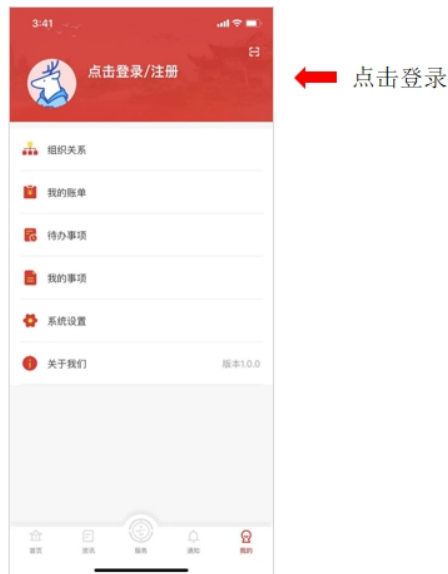 3:41
点击登录/注册
点击登录
组织关系
我的账单
待办事项
我的事项
系统设置
关于我们
版本1.0.0
首页
资讯
服务
通知
我的